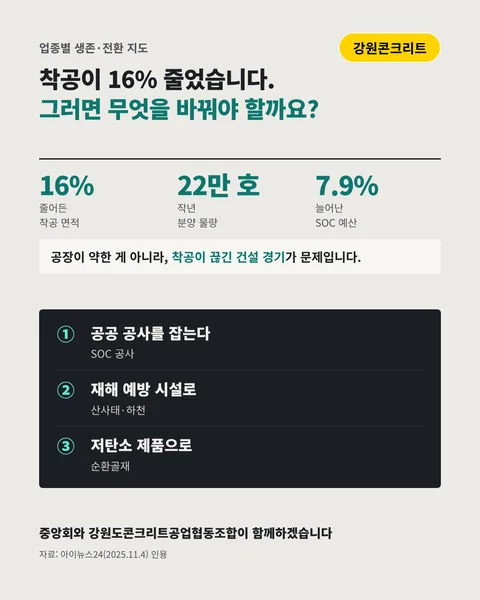 업종별 생존·전환 지도
강원콘크리트
착공이 16% 줄었습니다.
그러면 무엇을 바꿔야 할까요?
16%
줄어든
착공 면적
22만 호
작년
분양 물량
7.9%
늘어난
SOC 예산
공장이 약한 게 아니라, 착공이 끊긴 건설 경기가 문제입니다.
① 공공 공사를 잡는다
SOC 공사
② 재해 예방 시설로
산사태·하천
③ 저탄소 제품으로
순환골재
중앙회와 강원도콘크리트공업협동조합이 함께하겠습니다
자료: 아이뉴스24(2025.11.4) 인용